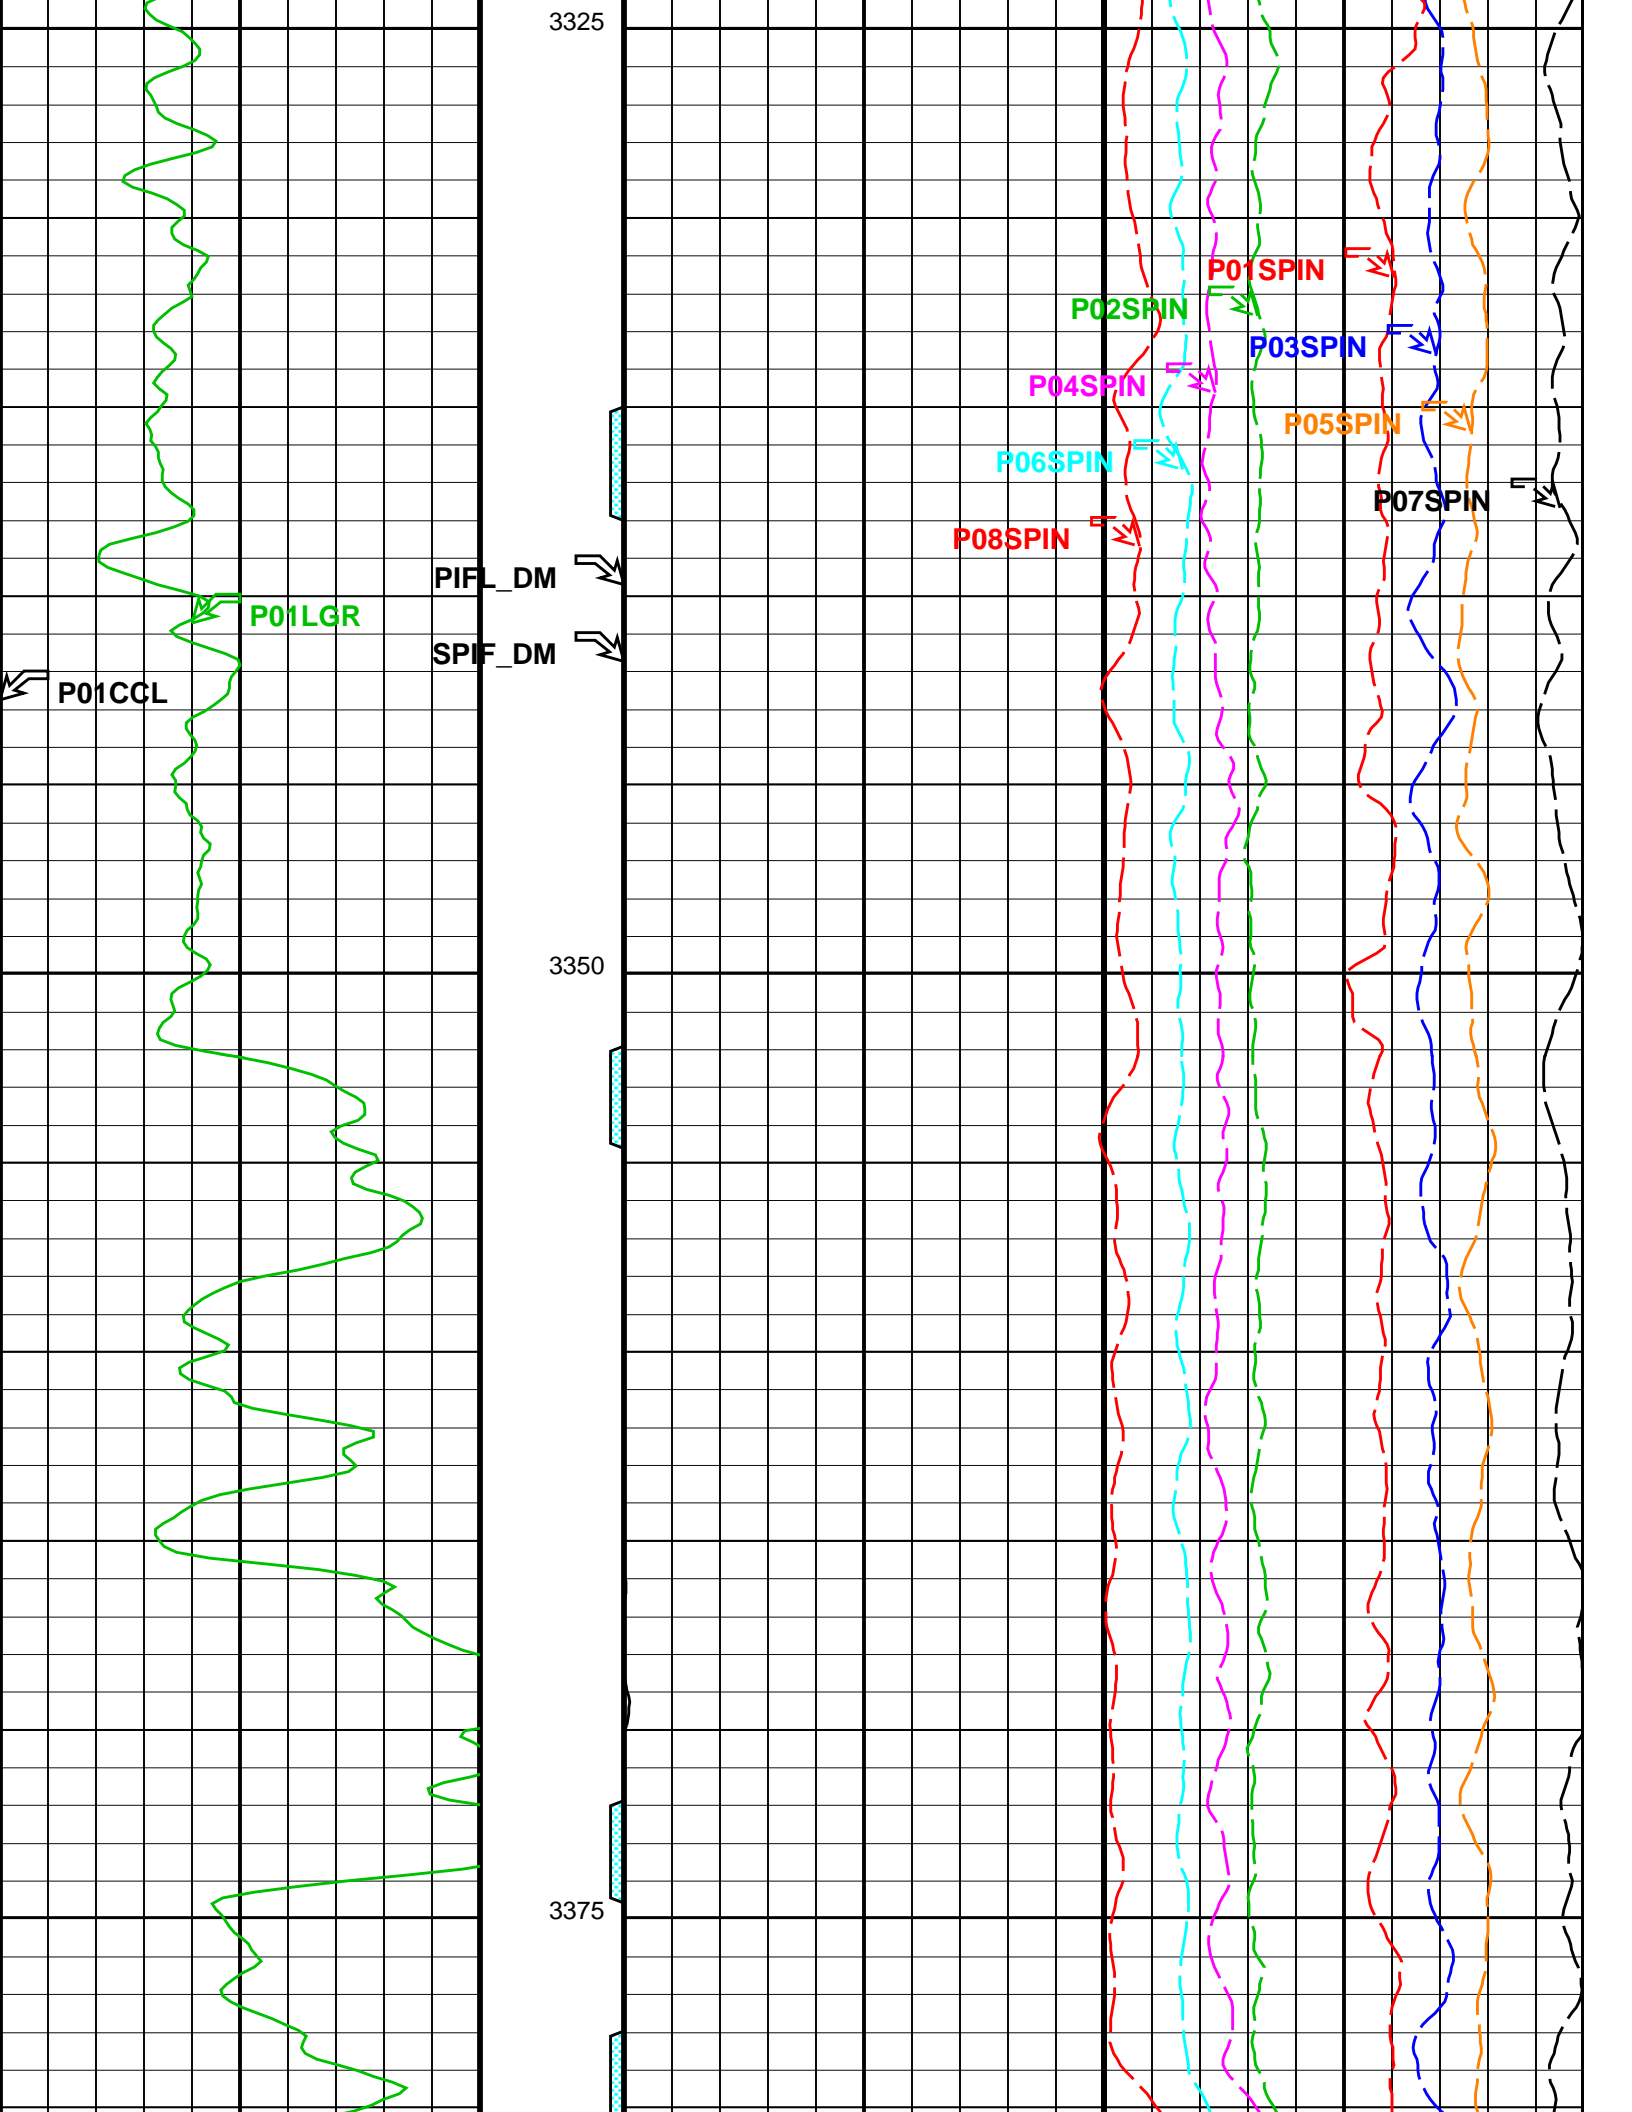 3325
P01SPIN
P02SPIN
P03SPIN
P04SPIN
P05SPIN
P06SPIN
P07SPIN
P08SPIN
PIFL_DM
P01LGR
SPIF_DM
P01CCL
3350
3375